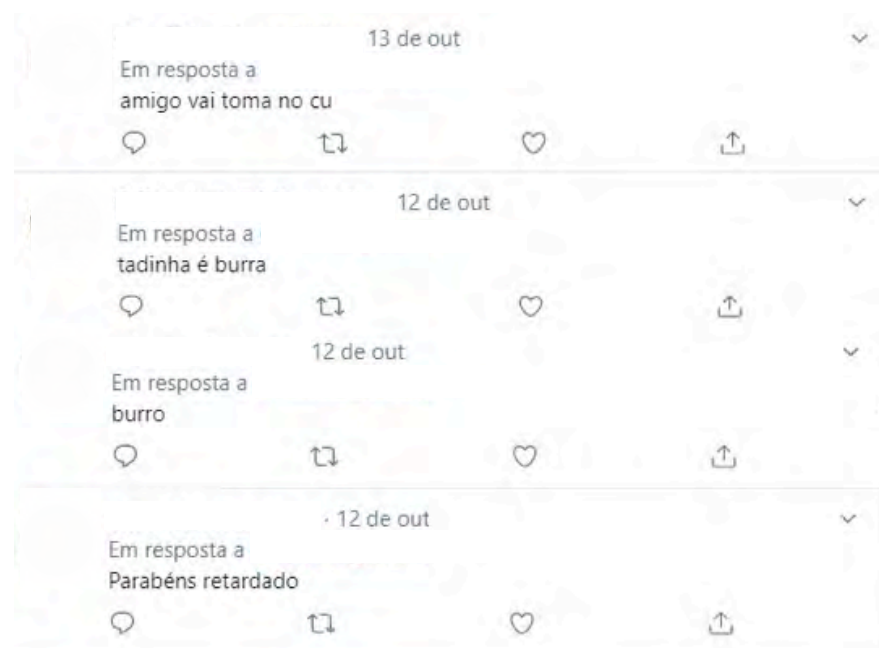 13 de out
Em resposta a
amigo vai toma no cu
12 de out
Em resposta a
tadinha é burra
12 de out
Em resposta a
burro
· 12 de out
Em resposta a
Parabéns retardado